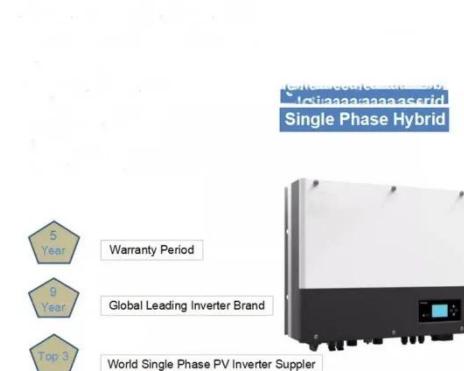 Single Phase Hybrid
5
Year
Warranty Period
9
Year
Global Leading Inverter Brand
Top 3
World Single Phase PV Inverter Suppler